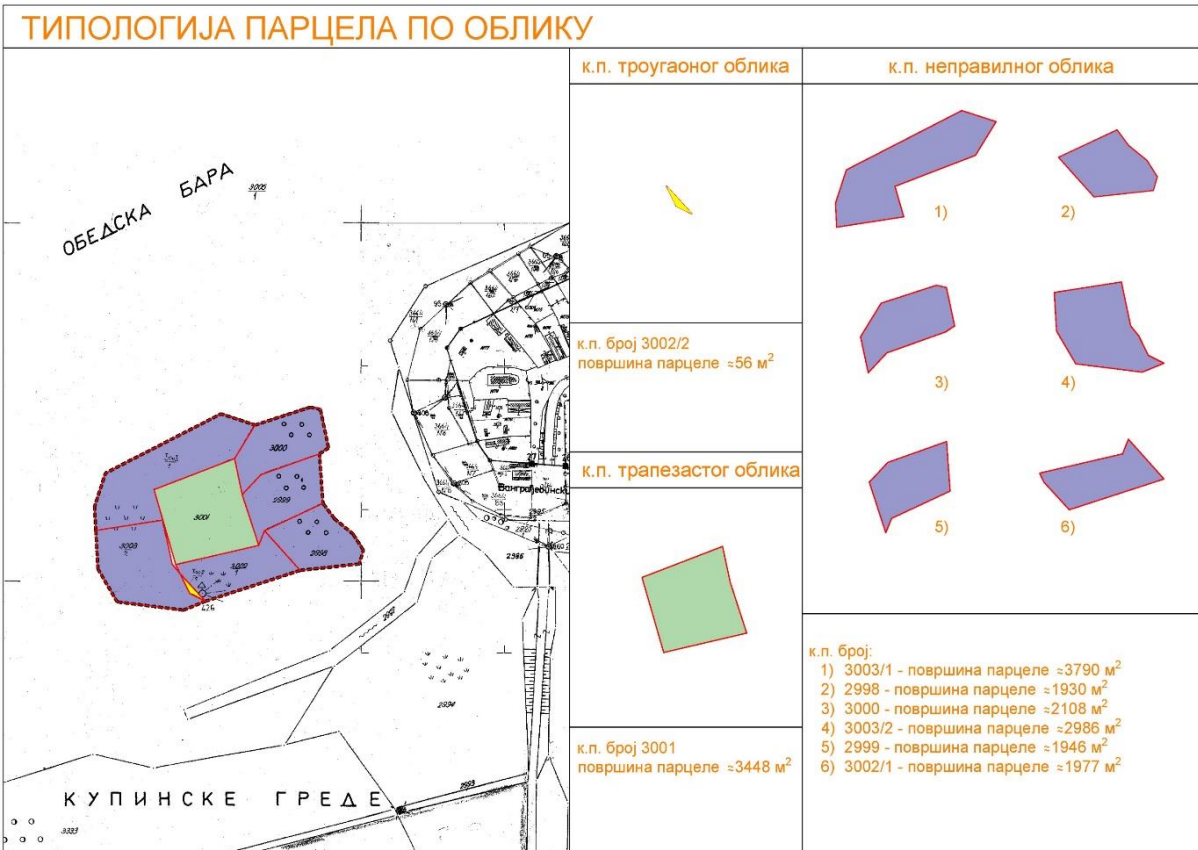 ТИПОЛОГИЈА ПАРЦЕЛА ПО ОБЛИКУ
ОБЕДСКА БАРА
3000
3001
2999
2998
2986
2994
2993
КУПИНСКЕ ГРЕДЕ
3333
к.п. троугаоног облика
к.п. број 3002/2
површина парцеле ≈56 м²
к.п. трапезастог облика
к.п. број 3001
површина парцеле ≈3448 м²
к.п. неправилног облика
1)
2)
3)
4)
5)
6)
к.п. број:
1) 3003/1 - површина парцеле ≈3790 м²
2) 2998 - површина парцеле ≈1930 м²
3) 3000 - површина парцеле ≈2108 м²
4) 3003/2 - површина парцеле ≈2986 м²
5) 2999 - површина парцеле ≈1946 м²
6) 3002/1 - површина парцеле ≈1977 м²